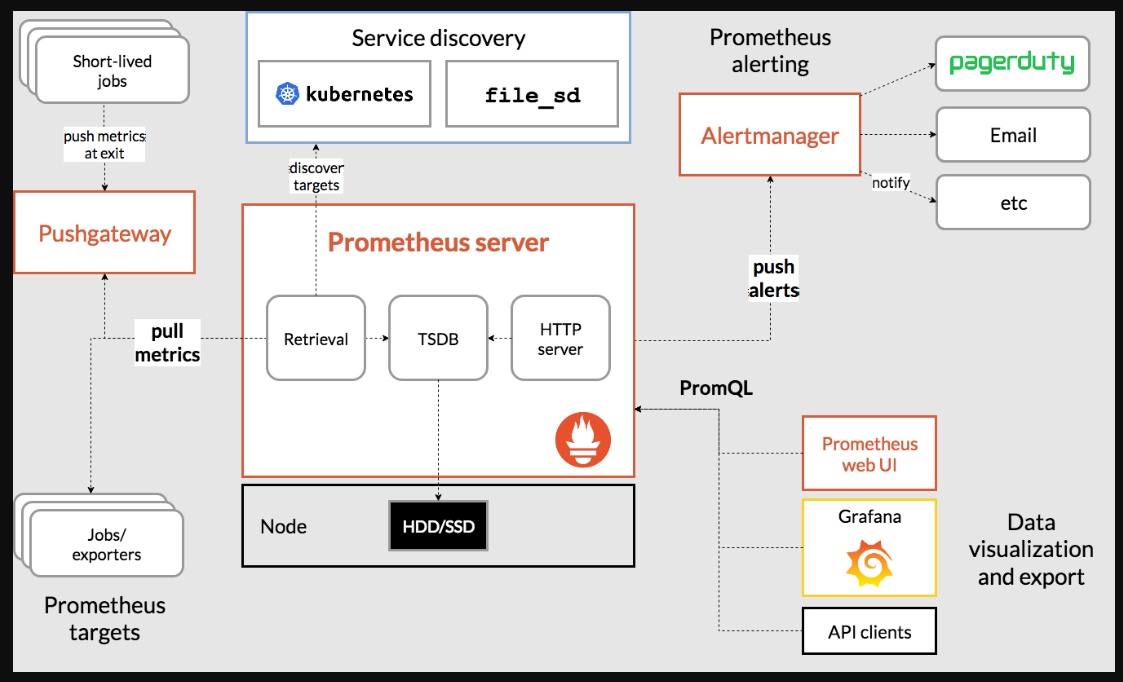 Short-lived
jobs
push metrics
at exit
Pushgateway
pull
metrics
Jobs/
exporters
Prometheus
targets
Service discovery
kubernetes
file_sd
discover
targets
Prometheus server
Retrieval
TSDB
HTTP
server
Node
HDD/SSD
Prometheus
alerting
Alertmanager
pagerduty
Email
etc
notify
push
alerts
PromQL
Prometheus
web UI
Grafana
API clients
Data
visualization
and export